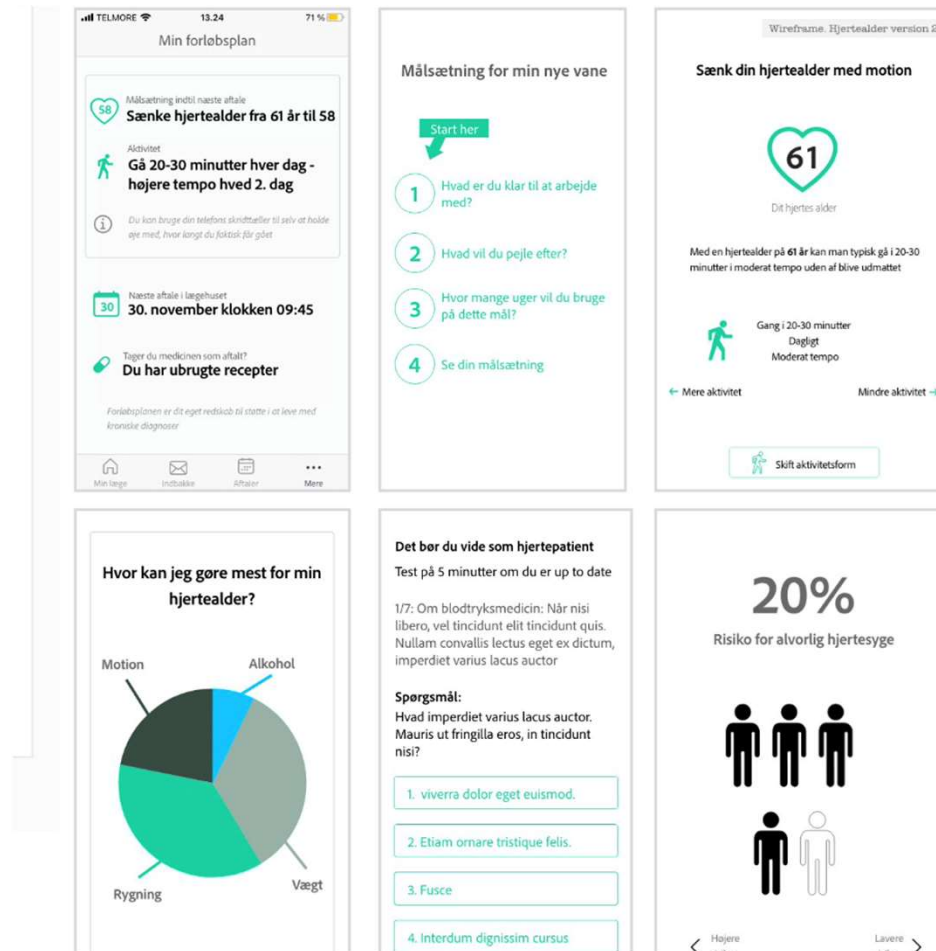 TELMORE 13.24 71 %
Min forløbsplan
58
Målsætning indtil næste aftale
Sænke hjertealder fra 61 år til 58
Aktivitet
Gå 20-30 minutter hver dag -
højere tempo hved 2. dag
Du kan bruge din telefons skridttæller til selv at holde
øje med, hvor langt du faktisk får gået
30
Næste aftale i lægehuset
30. november klokken 09:45
Tager du medicinen som aftalt?
Du har ubrugte recepter
Forløbsplanen er dit eget redskab til støtte i at leve med
kroniske diagnoser
Min læge Indbakke Aftaler Mere
Målsætning for min nye vane
Start her
1 Hvad er du klar til at arbejde
med?
2 Hvad vil du pejle efter?
3 Hvor mange uger vil du bruge
på dette mål?
4 Se din målsætning
Wireframe. Hjertealder version 2
Sænk din hjertealder med motion
61
Dit hjertes alder
Med en hjertealder på 61 år kan man typisk gå i 20-30
minutter i moderat tempo uden af blive udmattet
Gang i 20-30 minutter
Dagligt
Moderat tempo
Mere aktivitet Mindre aktivitet
Skift aktivitetsform
Hvor kan jeg gøre mest for min
hjertealder?
Motion
Alkohol
Vægt
Rygning
Det bør du vide som hjertepatient
Test på 5 minutter om du er up to date
1/7: Om blodtryksmedicin: Når nisi
libero, vel tincidunt elit tincidunt quis.
Nullam convallis lectus eget ex dictum,
imperdiet varius lacus auctor
Spørgsmål:
Hvad imperdiet varius lacus auctor.
Mauris ut fringilla eros, in tincidunt
nisi?
1. viverra dolor eget euismod.
2. Etiam ornare tristique felis.
3. Fusce
4. Interdum dignissim cursus
20%
Risiko for alvorlig hjertesyge
Højere
Lavere